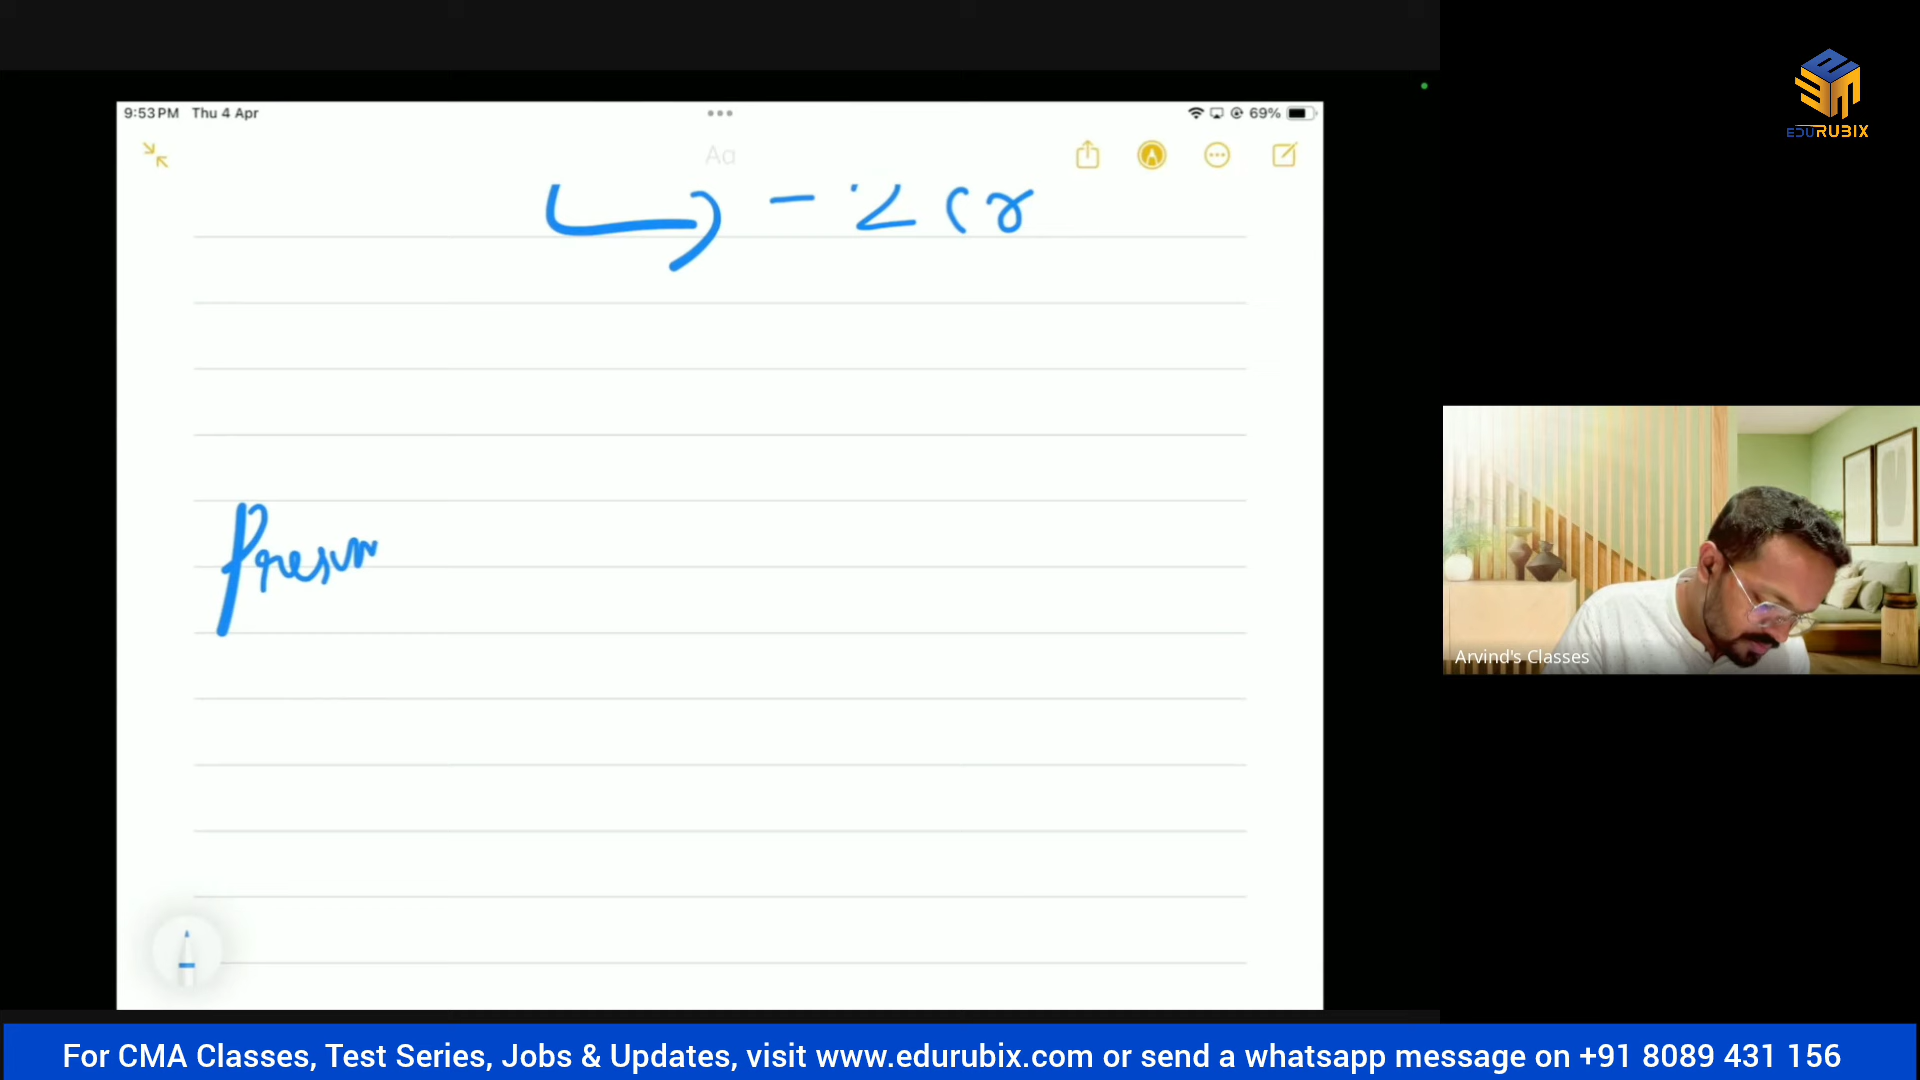 9:53 PM Thu 4 Apr
69%
Aa
EDURUBIX
- 2 Cr
Presum
Arvind's Classes
For CMA Classes, Test Series, Jobs & Updates, visit www.edurubix.com or send a whatsapp message on +91 8089 431 156